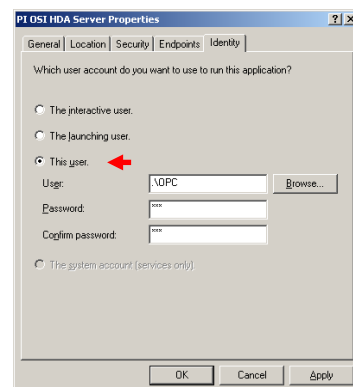 PI OSI HDA Server Properties
General Location Security Endpoints Identity
Which user account do you want to use to run this application?
The interactive user.
The launching user.
This user.
User: .\OPC Browse...
Password: ***
Confirm password: ***
The system account (services only)
OK Cancel Apply